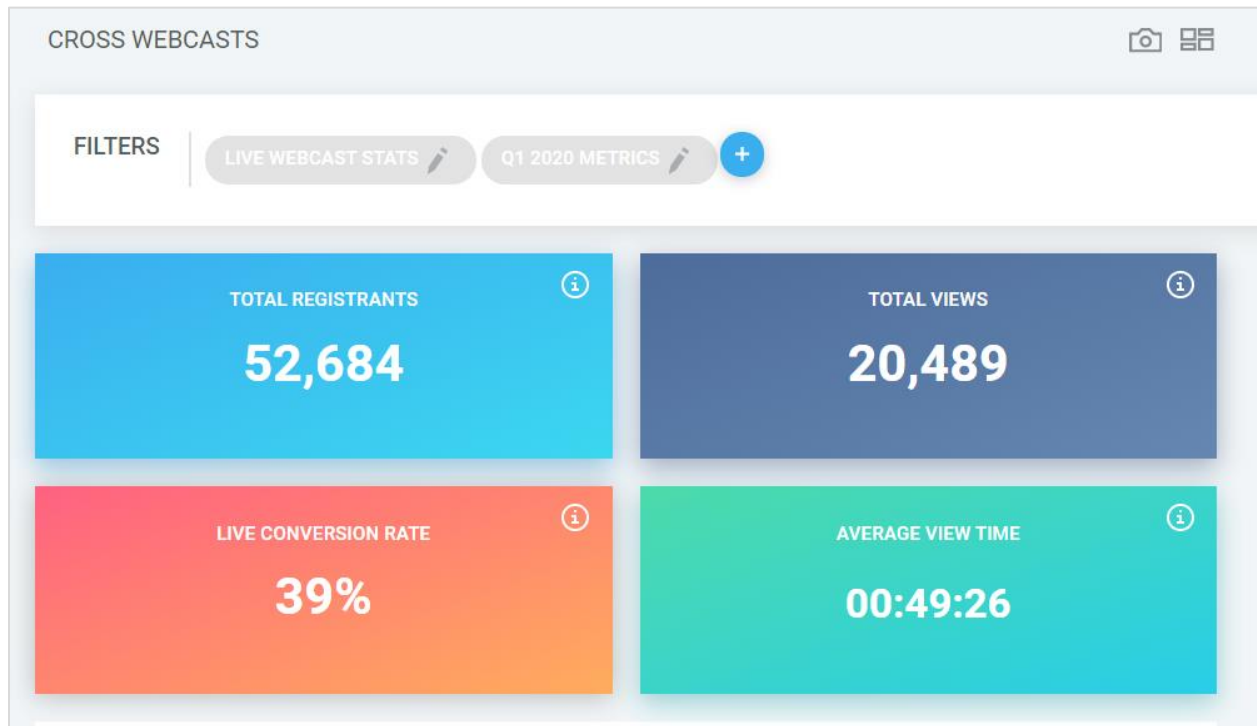 CROSS WEBCASTS
FILTERS
LIVE WEBCAST STATS
Q1 2020 METRICS
+
TOTAL REGISTRANTS
52,684
TOTAL VIEWS
20,489
LIVE CONVERSION RATE
39%
AVERAGE VIEW TIME
00:49:26